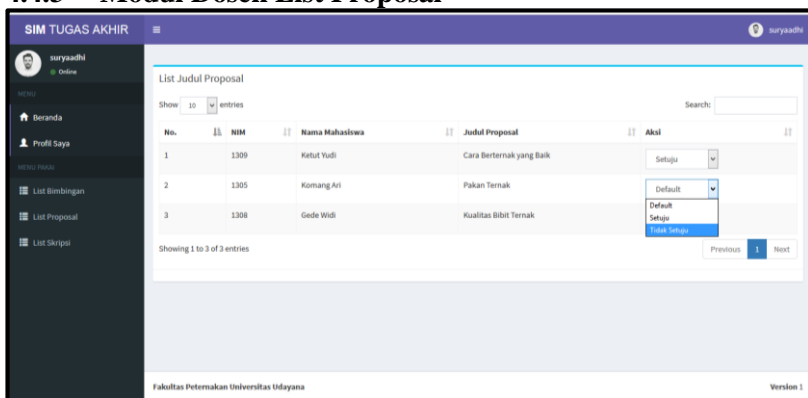 4.4.3 Modul Dosen List Proposal
SIM TUGAS AKHIR
suryaadhi
suryaadhi
Online
MENU
Beranda
Profil Saya
List Bimbingan
List Proposal
List Skripsi
List Judul Proposal
Show 10 entries
Search:
No. NIM Nama Mahasiswa Judul Proposal Aksi
1 1309 Ketut Yudi Cara Berternak yang Baik Setuju
2 1305 Komang Ari Pakan Ternak Default
Default
Setuju
Tidak Setuju
3 1308 Gede Widi Kualitas Bibit Ternak
Showing 1 to 3 of 3 entries
Previous 1 Next
Fakultas Peternakan Universitas Udayana
Version 1